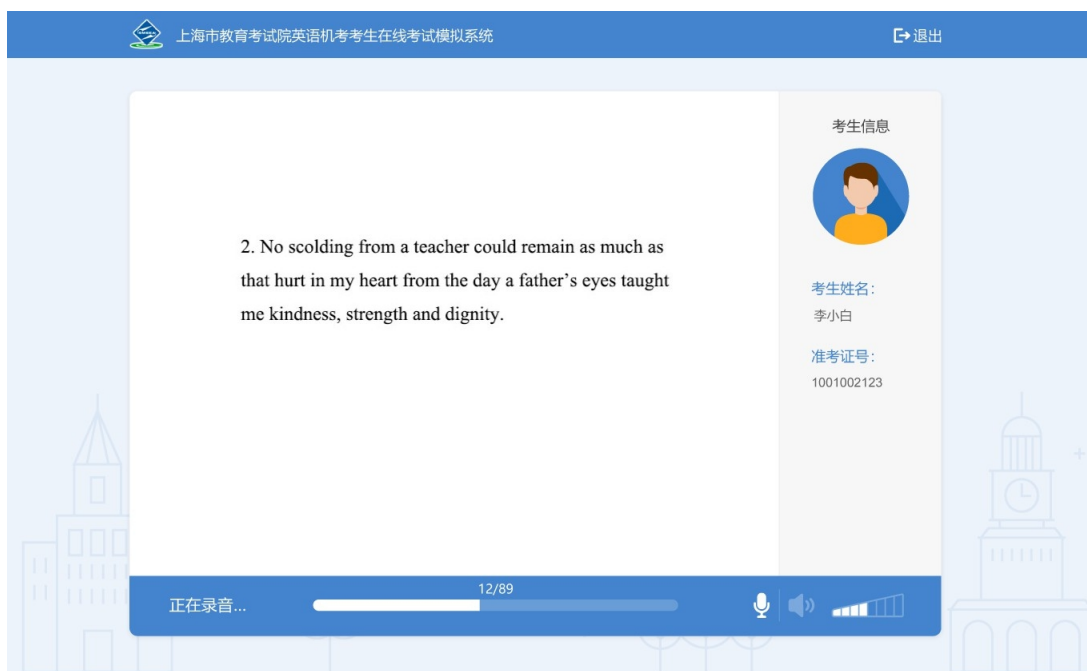 上海市教育考试院英语机考考生在线考试模拟系统
退出
2. No scolding from a teacher could remain as much as
that hurt in my heart from the day a father’s eyes taught
me kindness, strength and dignity.
考生信息
考生姓名：
李小白
准考证号：
1001002123
正在录音...
12/89